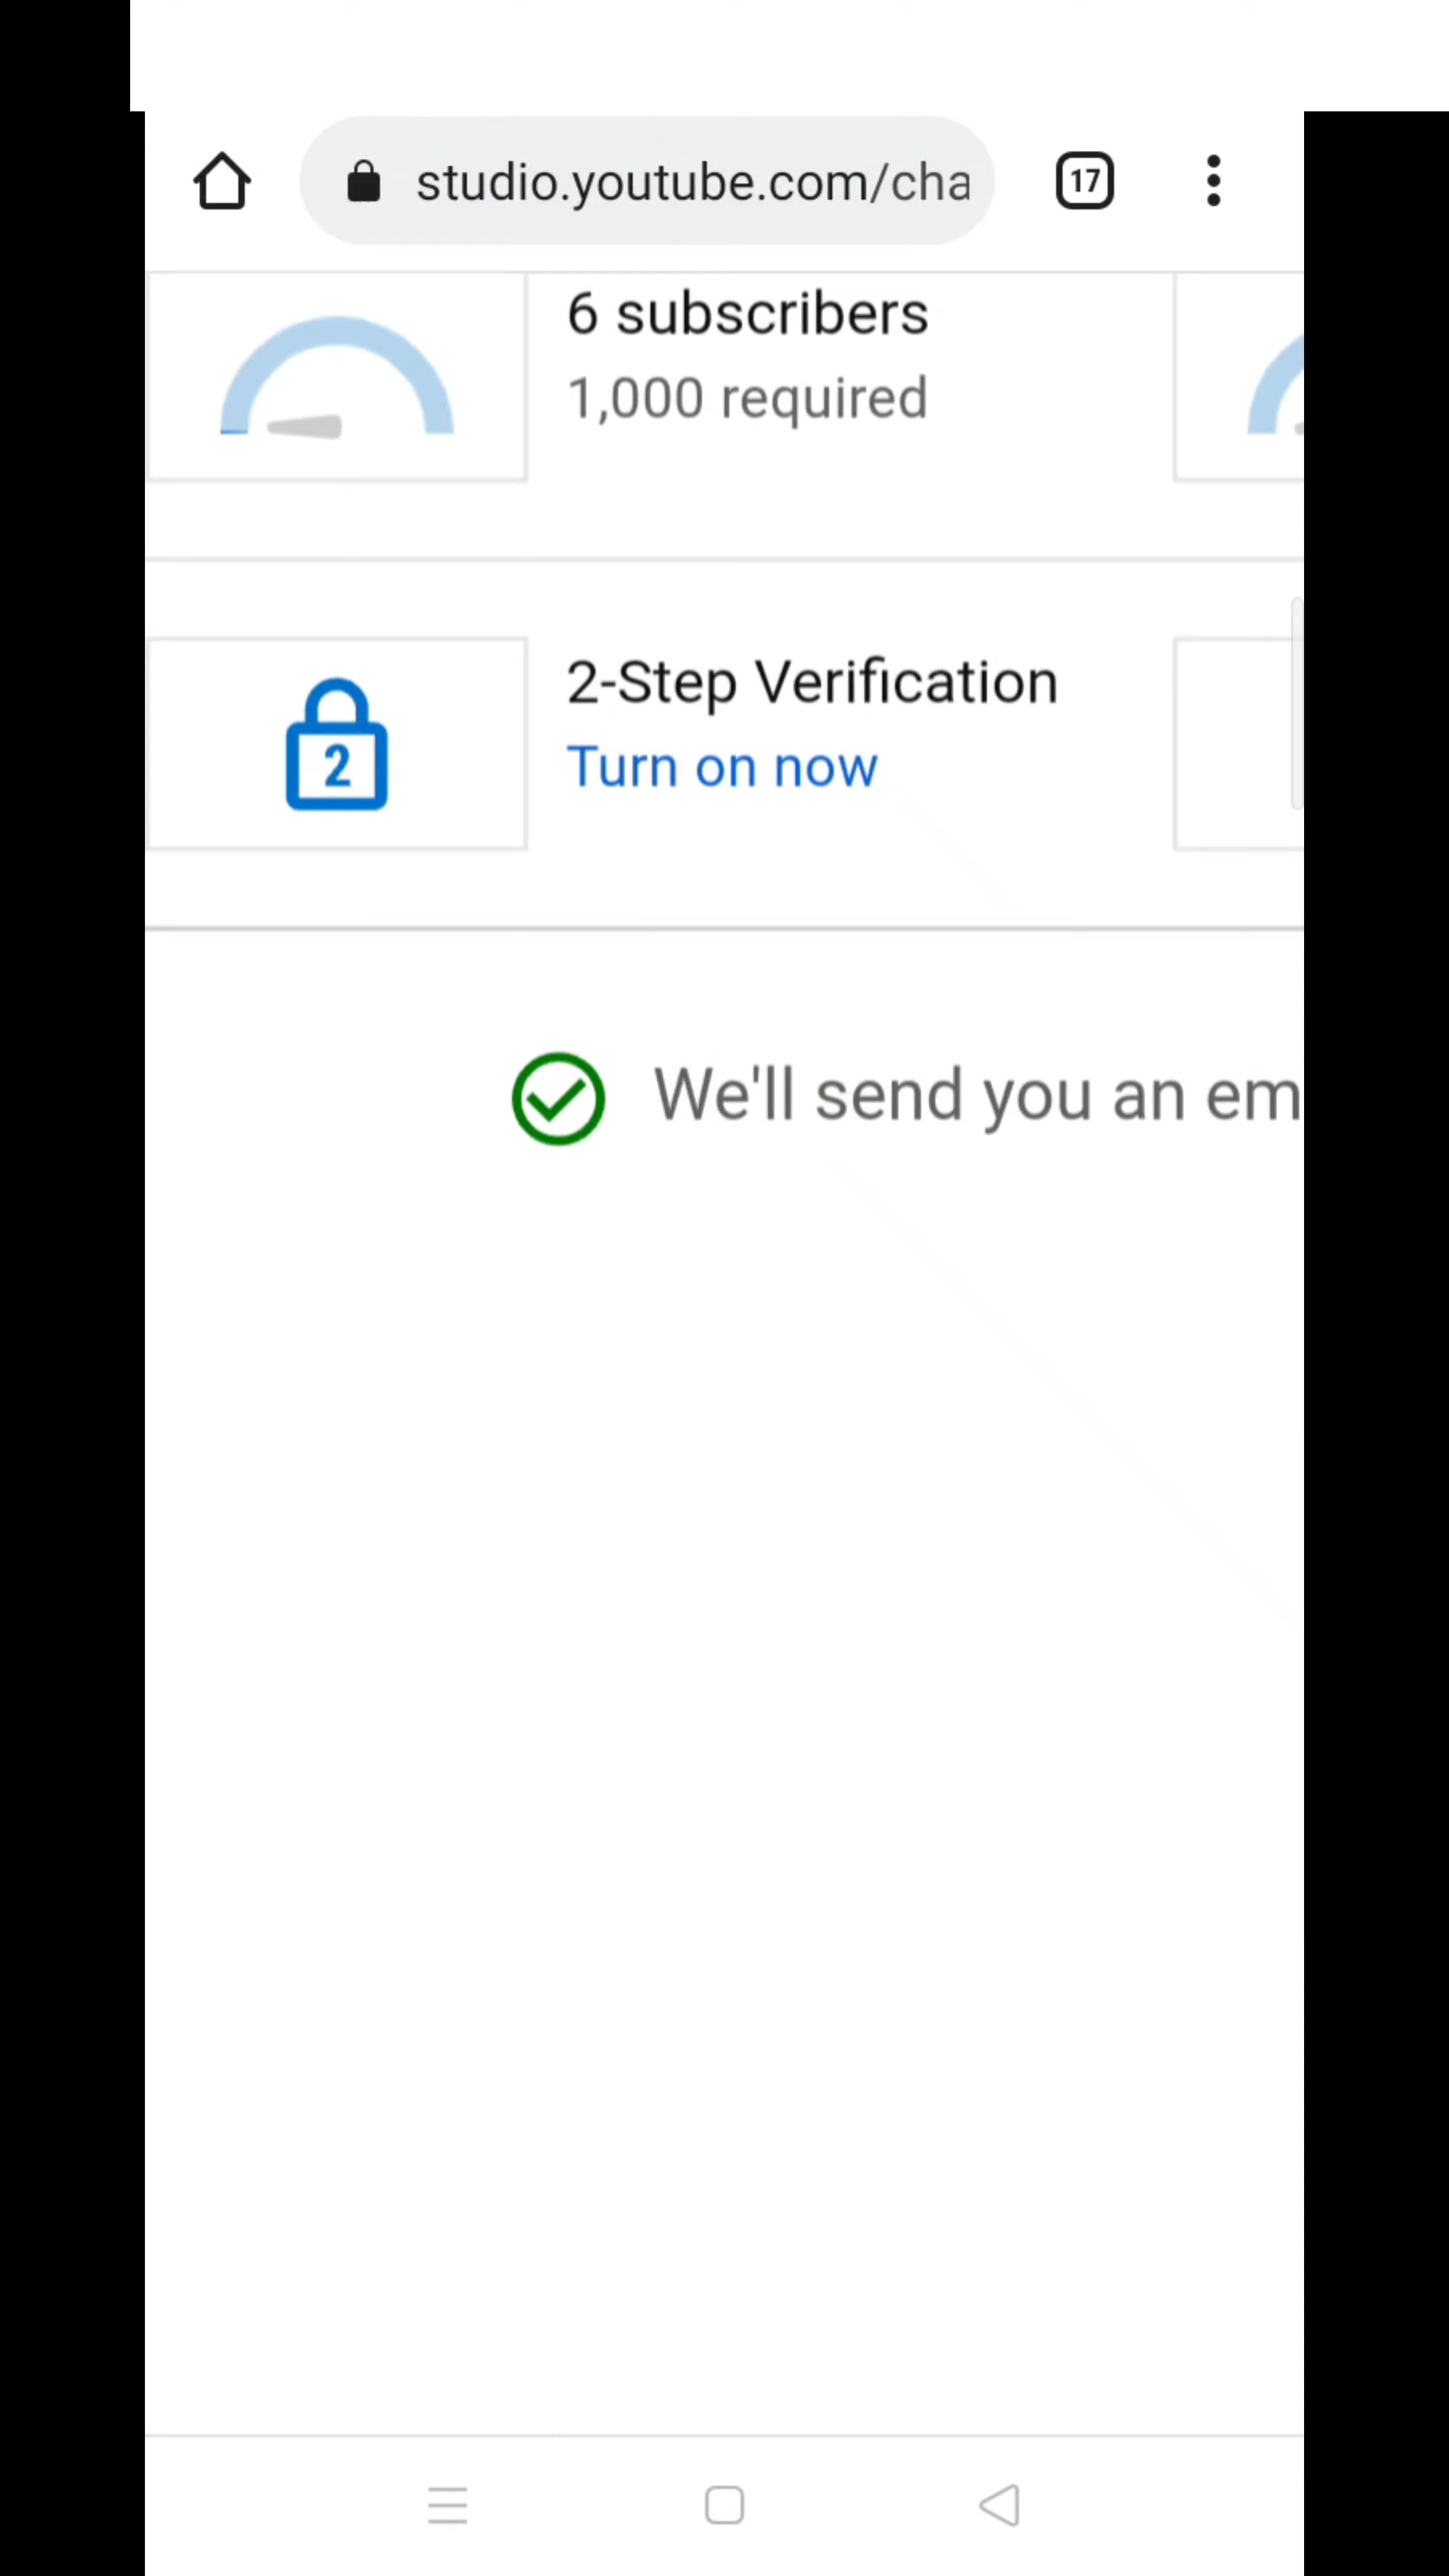 studio.youtube.com/cha
17
6 subscribers
1,000 required
2
2-Step Verification
Turn on now
We'll send you an em